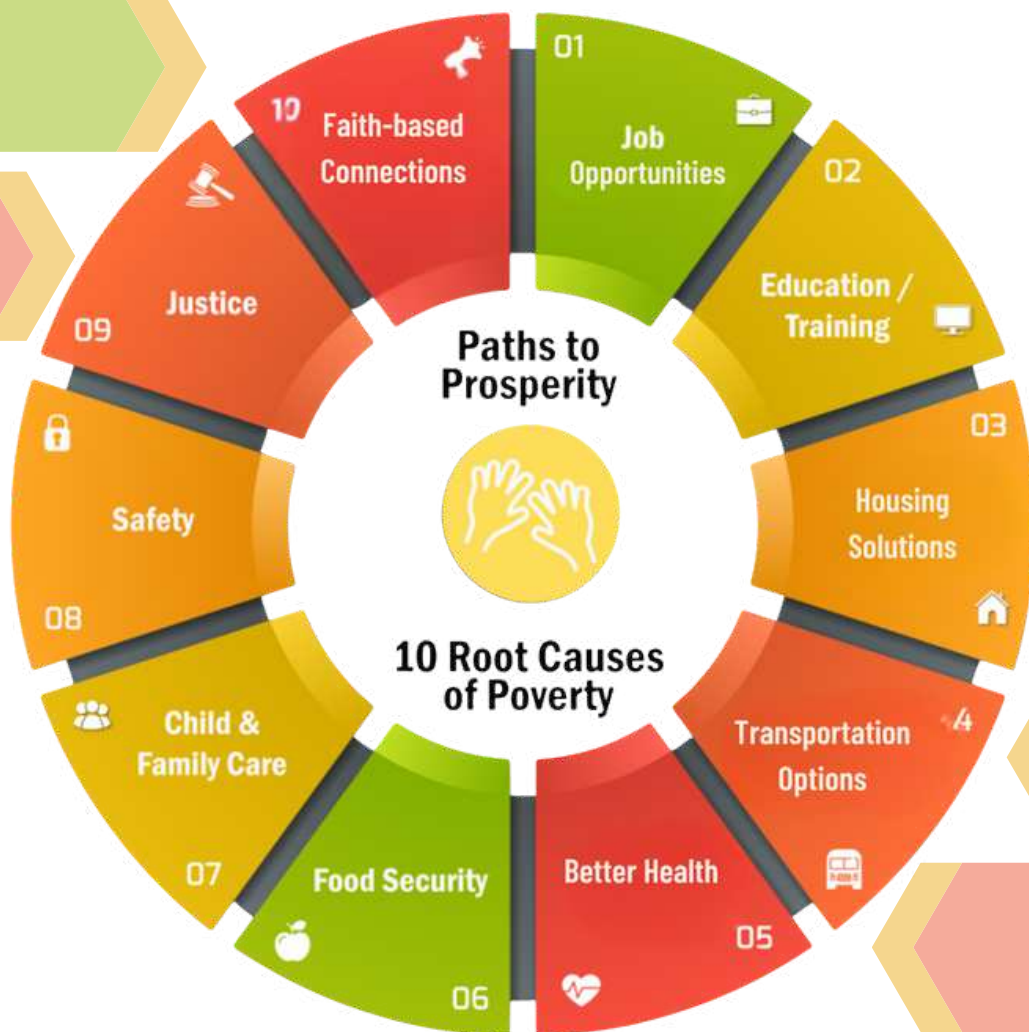 Paths to
Prosperity
10 Root Causes
of Poverty
01
Job
Opportunities
02
Education /
Training
03
Housing
Solutions
4
Transportation
Options
Better Health
05
Food Security
06
Child &
Family Care
07
Safety
08
Justice
09
10
Faith-based
Connections